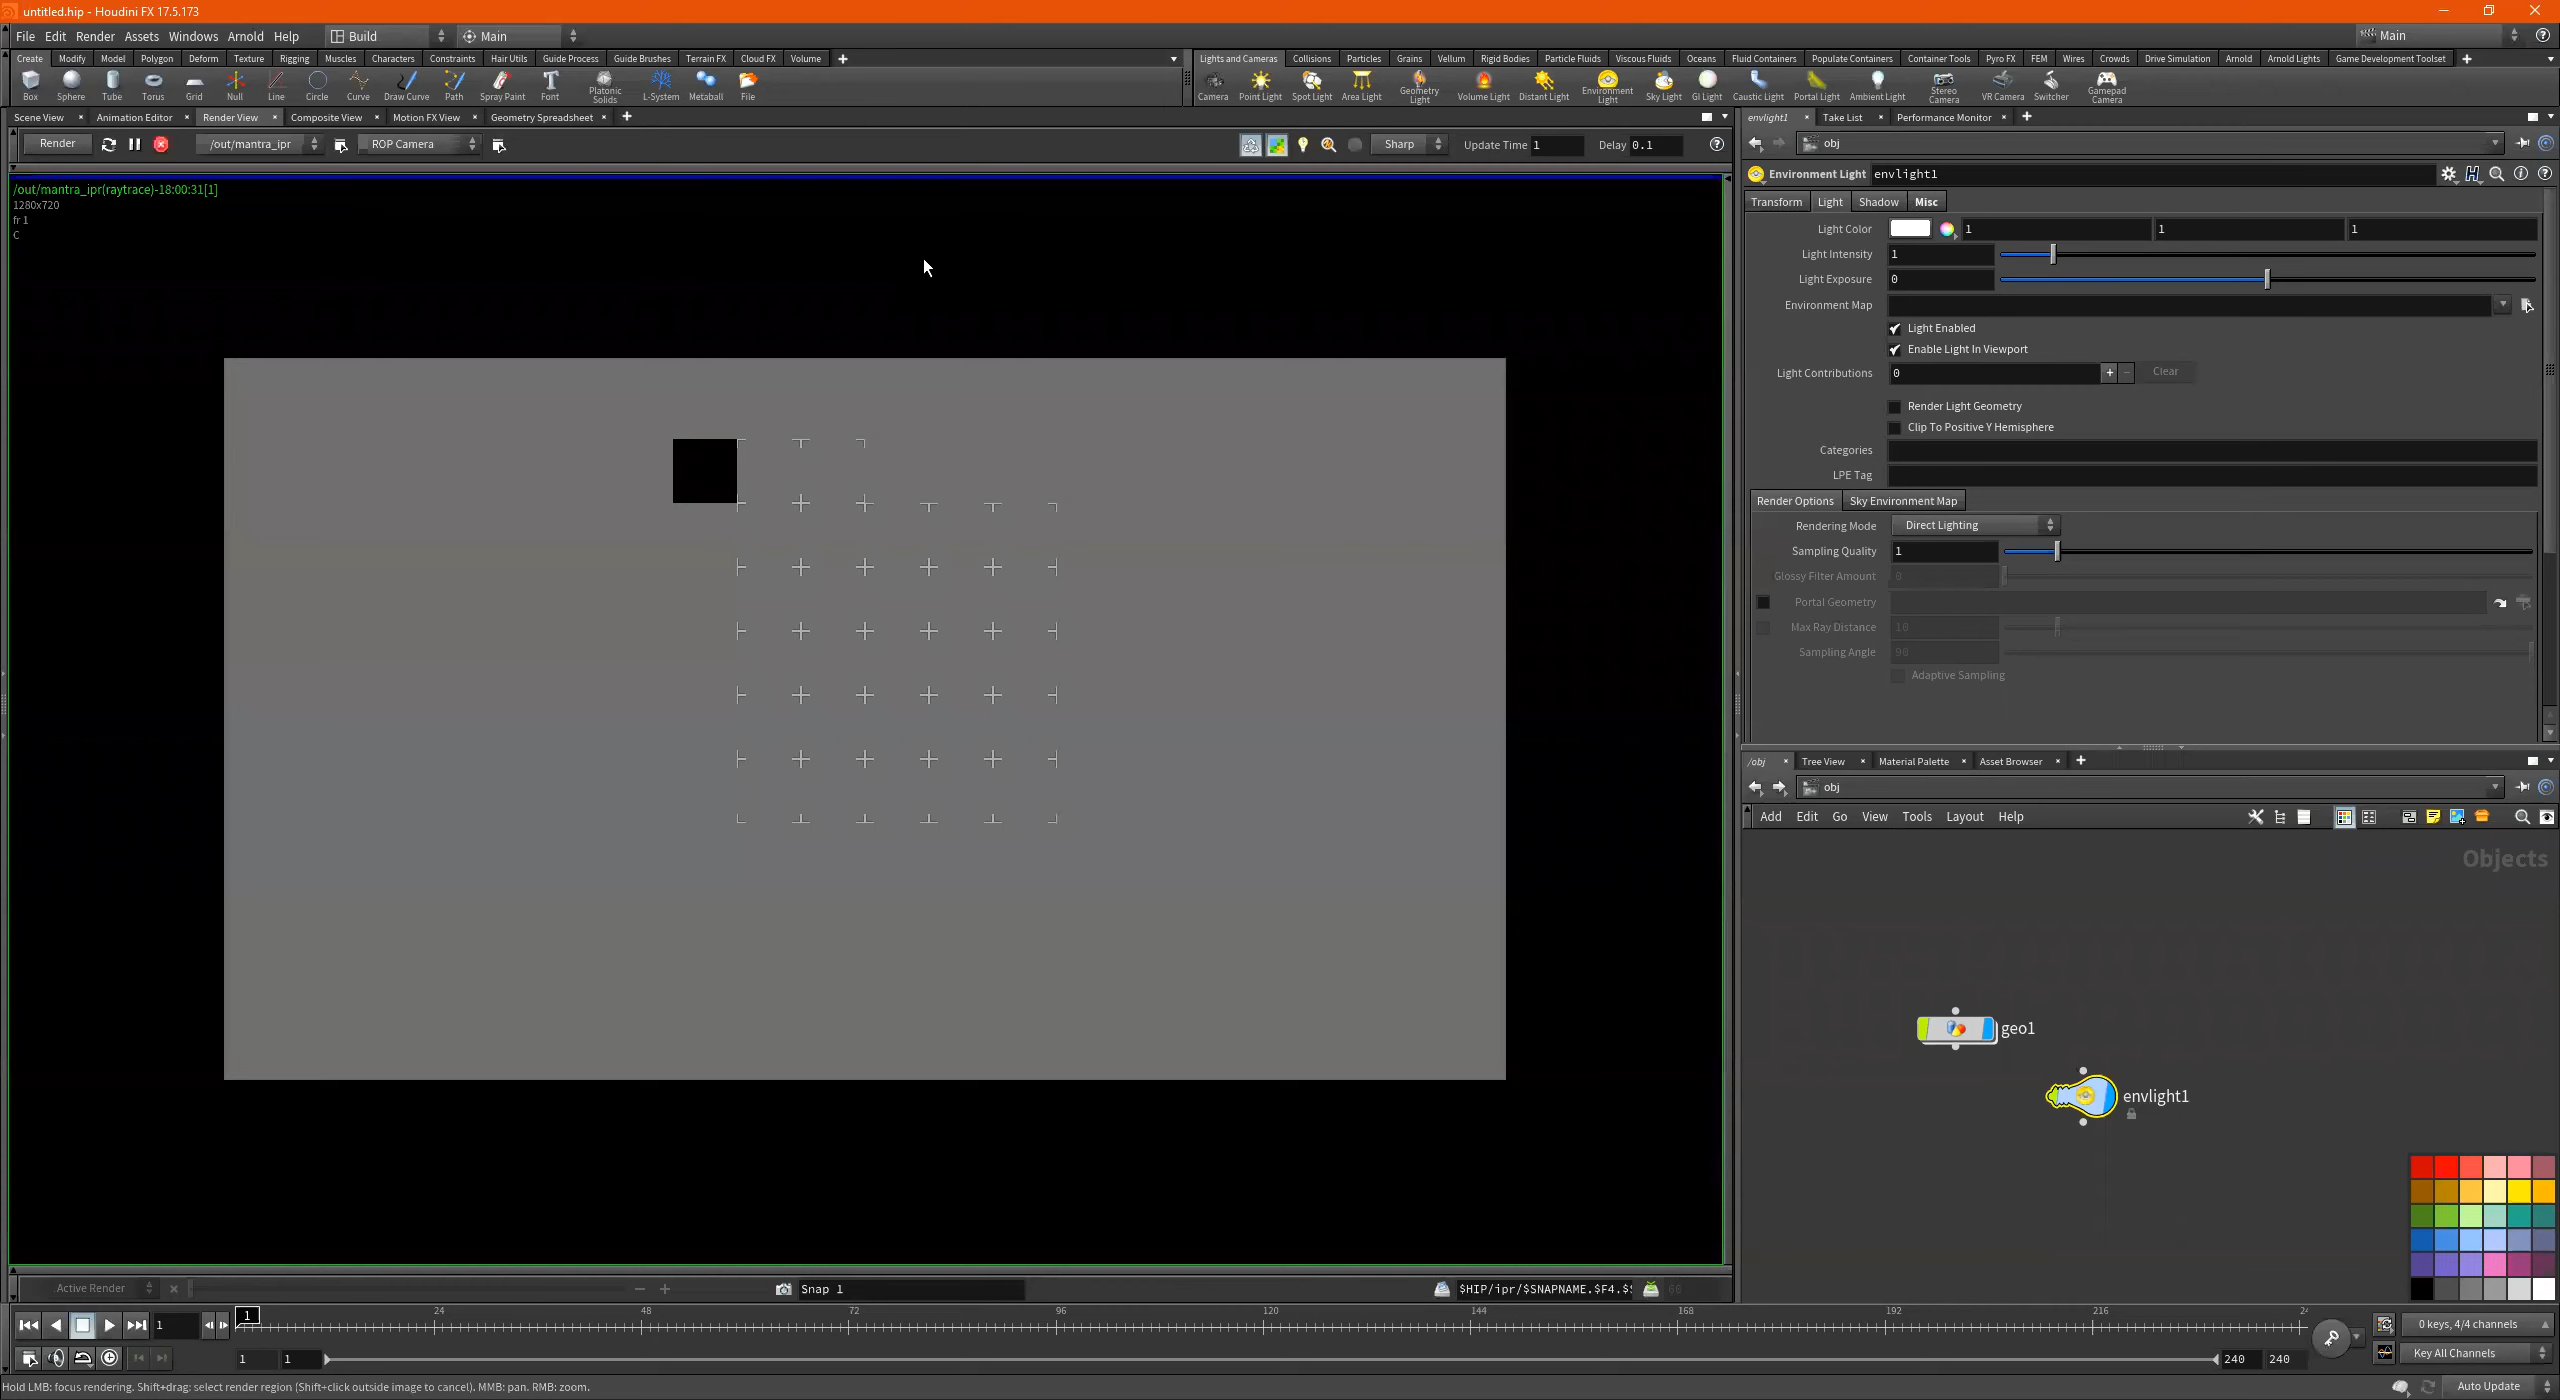 untitled.hip - Houdini FX 17.5.173
File Edit Render Assets Windows Arnold Help Build Main Main
Create Modify Model Polygon Deform Texture Rigging Muscles Characters Constraints Hair Utils Guide Process Guide Brushes Terrain FX Cloud FX Volume
Box Sphere Tube Torus Grid Null Line Circle Curve Draw Curve Path Spray Paint Font Platonic Solids L-System Metaball File
Lights and Cameras Collisions Particles Grains Vellum Rigid Bodies Particle Fluids Viscous Fluids Oceans Fluid Containers Populate Containers Container Tools Pyro FX FEM Wires Crowds Drive Simulation Arnold Arnold Lights Game Development Toolset
Camera Point Light Spot Light Area Light Geometry Light Volume Light Distant Light Environment Light Sky Light GI Light Caustic Light Portal Light Ambient Light Stereo Camera VR Camera Switcher Gamepad Camera
Scene View Animation Editor Render View Composite View Motion FX View Geometry Spreadsheet
Render /out/mantra_ipr ROP Camera Sharp Update Time 1 Delay 0.1
/out/mantra_ipr(raytrace)-18:00:31[1]
1280x720
fr 1
C
envlight1 Take List Performance Monitor
obj
Environment Light envlight1
Transform Light Shadow Misc
Light Color 1 1 1
Light Intensity 1
Light Exposure 0
Environment Map
Light Enabled
Enable Light In Viewport
Light Contributions 0 + - Clear
Render Light Geometry
Clip To Positive Y Hemisphere
Categories
LPE Tag
Render Options Sky Environment Map
Rendering Mode Direct Lighting
Sampling Quality 1
Glossy Filter Amount 0
Portal Geometry
Max Ray Distance 10
Sampling Angle 90
Adaptive Sampling
/obj Tree View Material Palette Asset Browser
obj
Add Edit Go View Tools Layout Help
Objects
geo1
envlight1
Active Render Snap 1 $HIP/ipr/$SNAPNAME.$F4.$
1 1 24 48 72 96 120 144 168 192 216 24
0 keys, 4/4 channels
1 1 240 240 Key All Channels
Hold LMB: focus rendering. Shift+drag: select render region (Shift+click outside image to cancel). MMB: pan. RMB: zoom. Auto Update